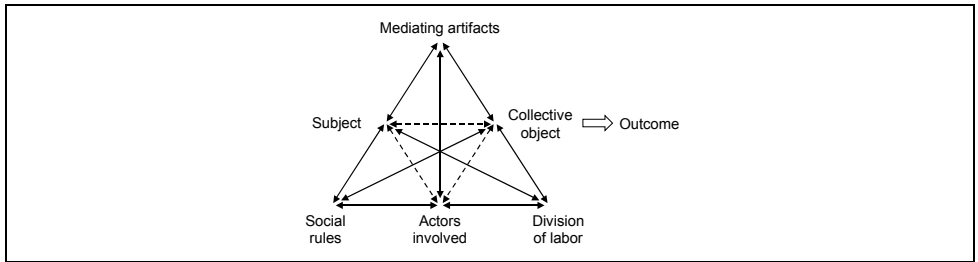 Mediating artifacts
Subject
Collective
object
Outcome
Social
rules
Actors
involved
Division
of labor